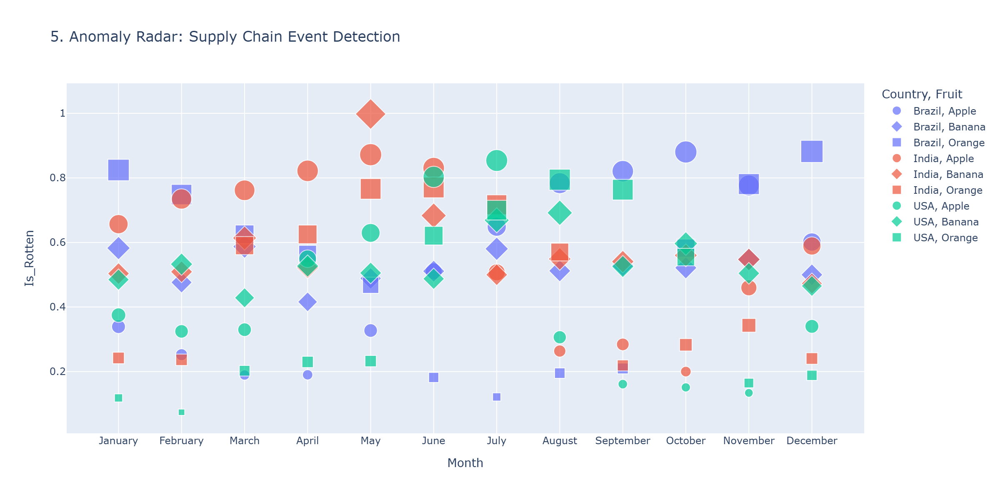 5. Anomaly Radar: Supply Chain Event Detection
Country, Fruit
Brazil, Apple
Brazil, Banana
Brazil, Orange
India, Apple
India, Banana
India, Orange
USA, Apple
USA, Banana
USA, Orange
Is_Rotten
1
0.8
0.6
0.4
0.2
January February March April May June July August September October November December
Month